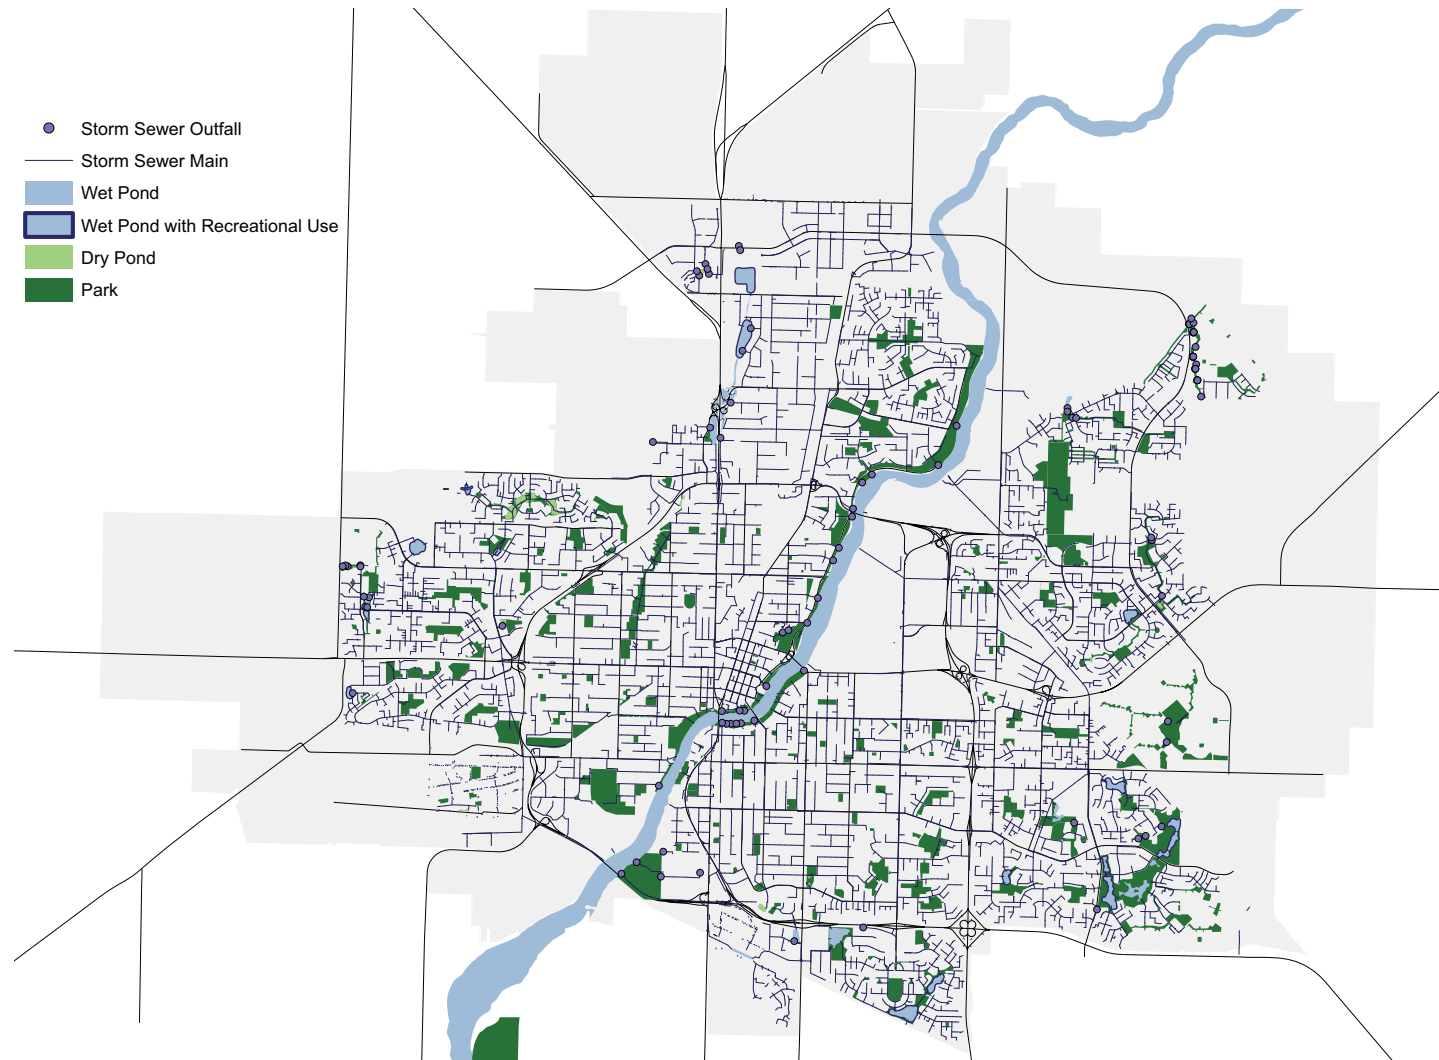 Storm Sewer Outfall
Storm Sewer Main
Wet Pond
Wet Pond with Recreational Use
Dry Pond
Park